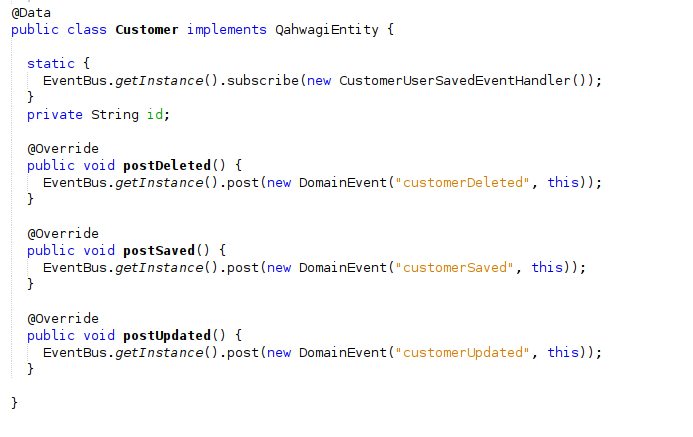 @Data
public class Customer implements QahwagiEntity {
static {
EventBus.getInstance().subscribe(new CustomerUserSavedEventHandler());
}
private String id;
@Override
public void postDeleted() {
EventBus.getInstance().post(new DomainEvent("customerDeleted", this));
}
@Override
public void postSaved() {
EventBus.getInstance().post(new DomainEvent("customerSaved", this));
}
@Override
public void postUpdated() {
EventBus.getInstance().post(new DomainEvent("customerUpdated", this));
}
}